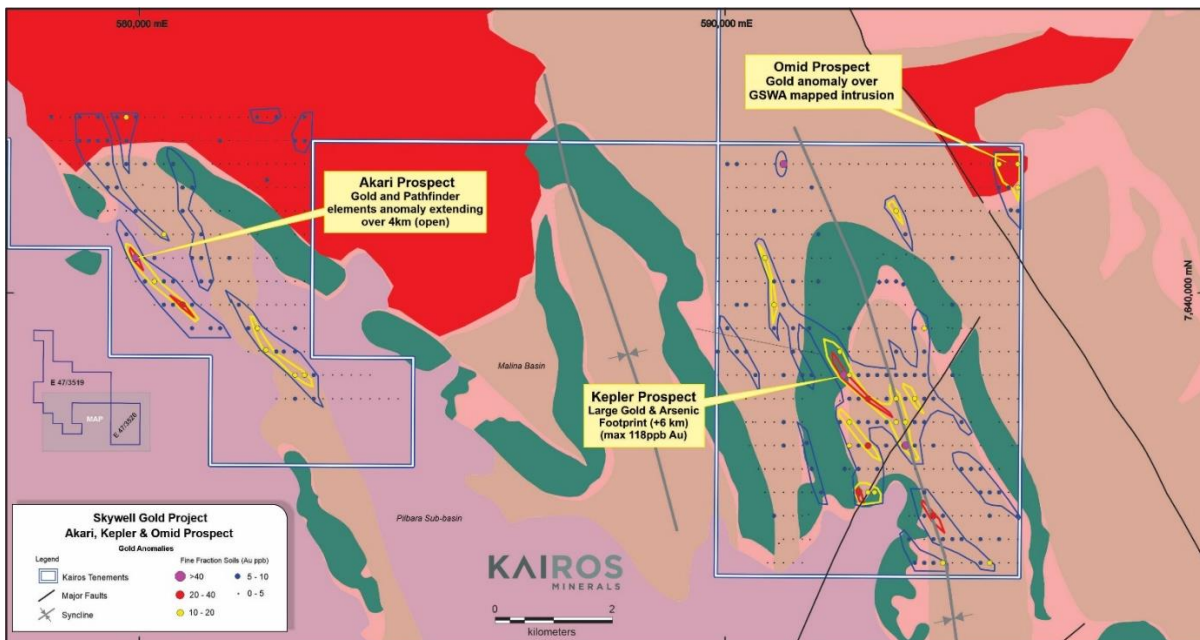 580,000 mE
590,000 mE
Omid Prospect
Gold anomaly over
GSWA mapped intrusion
Akari Prospect
Gold and Pathfinder
elements anomaly extending
over 4km (open)
7,640,000 mN
Malina Basin
Kepler Prospect
Large Gold & Arsenic
Footprint (+6 km)
(max 118ppb Au)
E 47/3519
MAP
E 47/3520
Pilbara Sub-basin
Skywell Gold Project
Akari, Kepler & Omid Prospect
Gold Anomalies
Legend
Fine Fraction Soils (Au ppb)
Kairos Tenements
>40
5 - 10
Major Faults
20 - 40
0 - 5
Syncline
10 - 20
KAIROS
MINERALS
0
2
kilometers